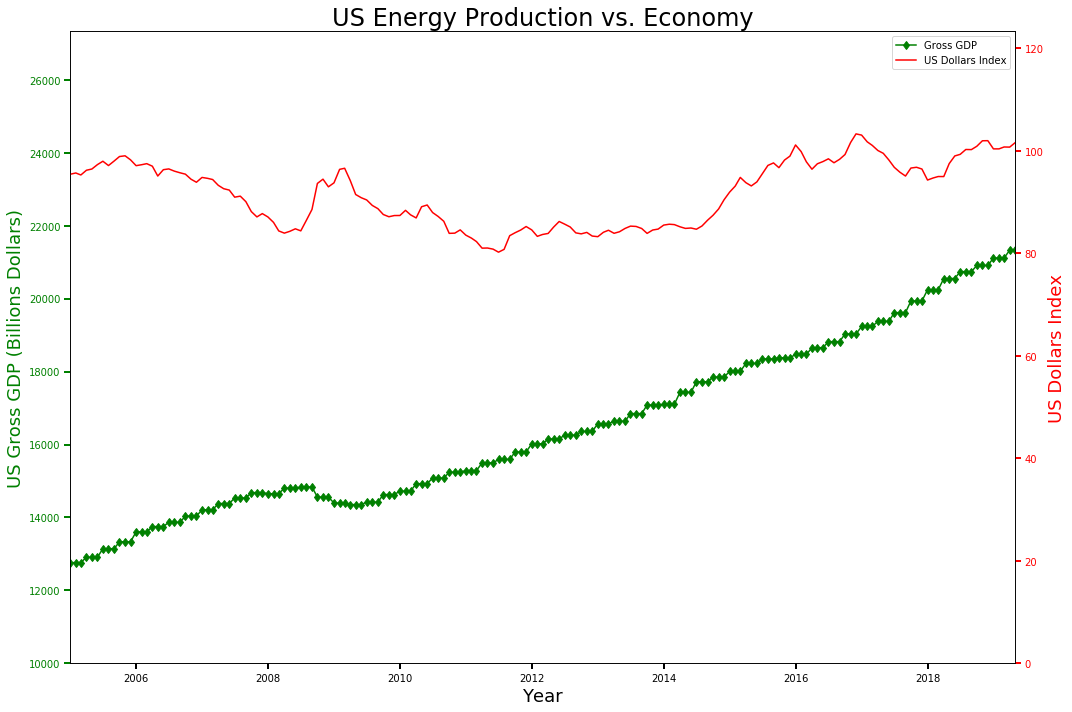 US Energy Production vs. Economy
Gross GDP
US Dollars Index
US Gross GDP (Billions Dollars)
26000
24000
22000
20000
18000
16000
14000
12000
10000
120
100
80
60
40
20
0
US Dollars Index
2006 2008 2010 2012 2014 2016 2018
Year